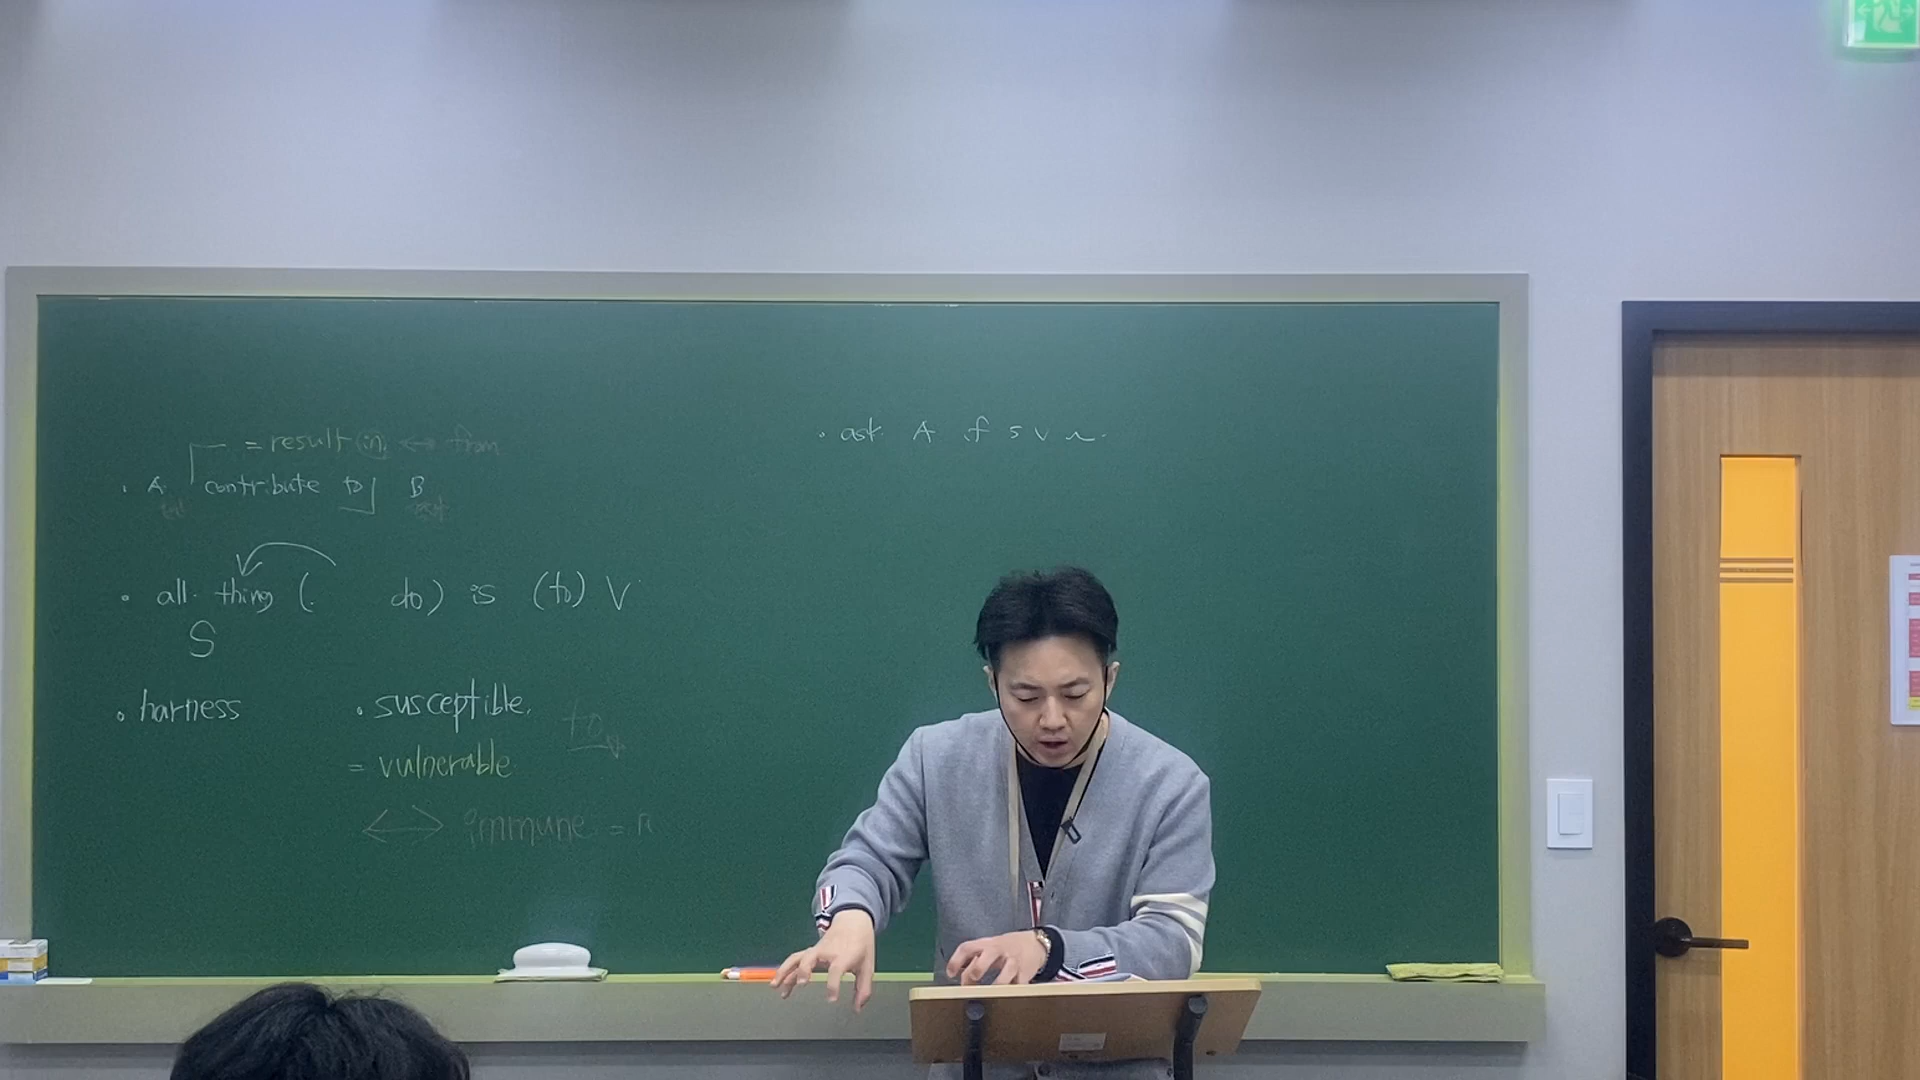 = result in ↔ from
· A contribute to B
· all thing ( do) is (to) V
S
· harness
· susceptible. to
= vulnerable
↔ immune =
· ask A if S V ~.